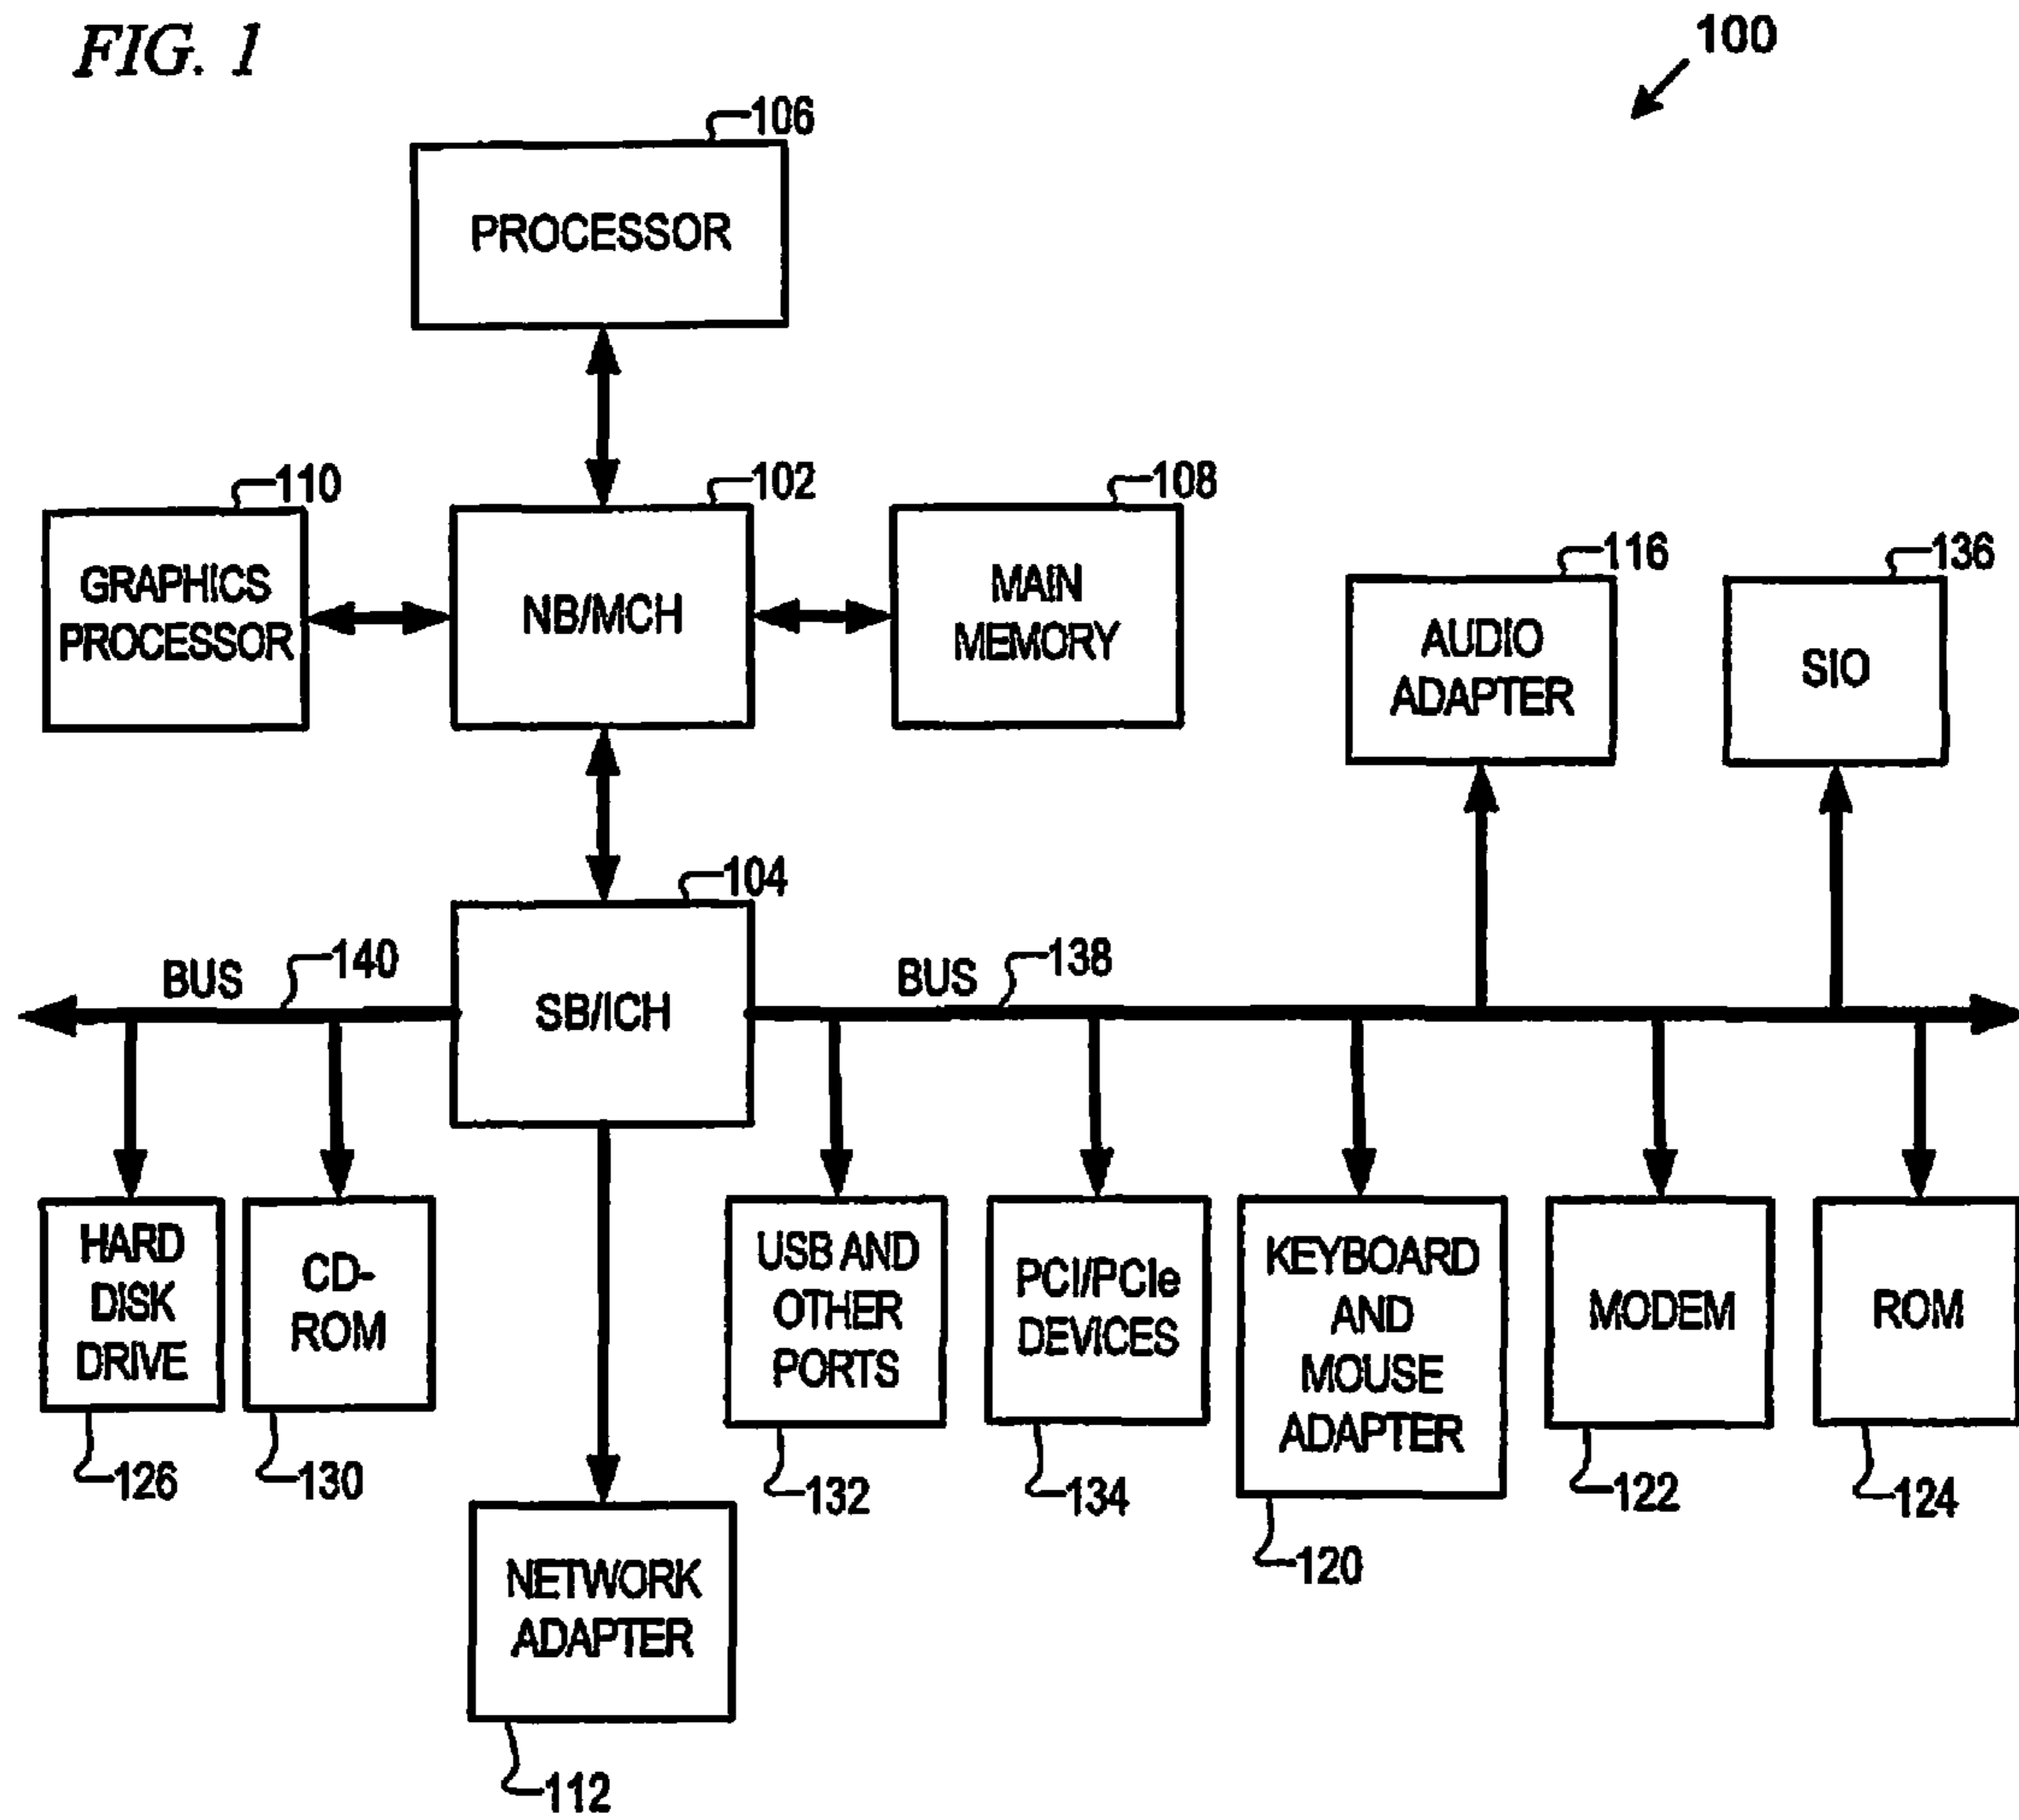 FIG. 1
100
106
PROCESSOR
110
102
108
GRAPHICS
PROCESSOR
NB/MCH
MAIN
MEMORY
116
136
AUDIO
ADAPTER
SIO
104
BUS
140
SB/ICH
BUS
138
HARD
DISK
DRIVE
CD-
ROM
USB AND
OTHER
PORTS
PCI/PCIe
DEVICES
KEYBOARD
AND
MOUSE
ADAPTER
MODEM
ROM
126
130
132
134
120
122
124
NETWORK
ADAPTER
112